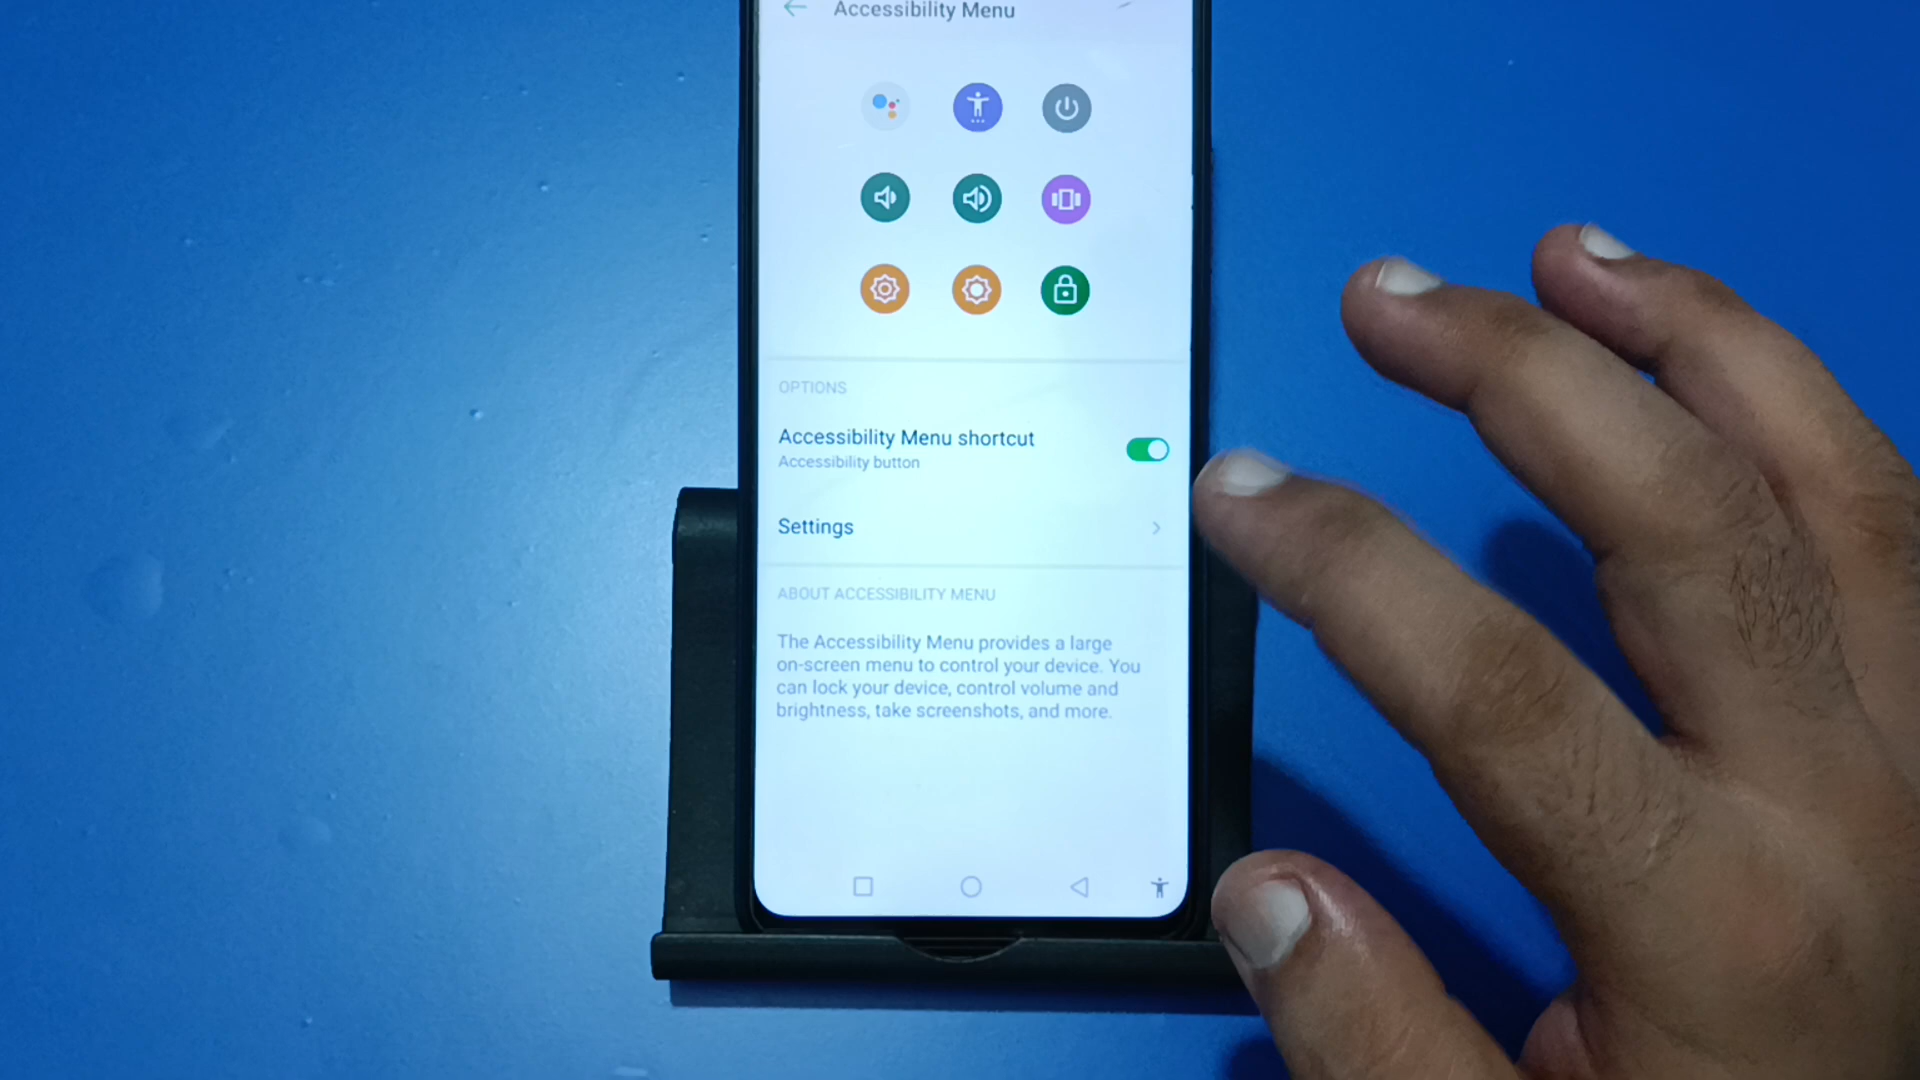 Accessibility Menu
OPTIONS
Accessibility Menu shortcut
Accessibility button
Settings
ABOUT ACCESSIBILITY MENU
The Accessibility Menu provides a large
on-screen menu to control your device. You
can lock your device, control volume and
brightness, take screenshots, and more.